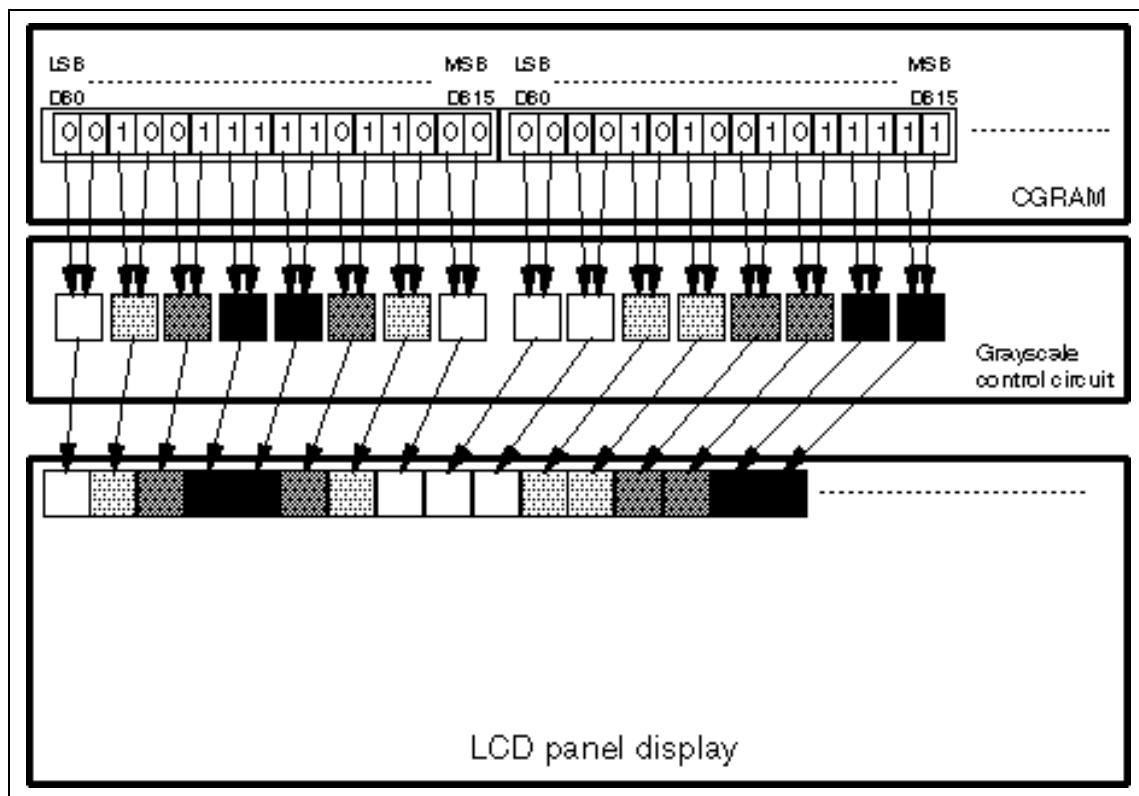 LSB MSB LSB MSB
DB0 DB15 DB0 DB15
0 0 1 0 0 1 1 1 1 1 0 1 1 0 0 0 0 0 0 0 1 0 1 0 0 1 0 1 1 1 1 1
CGRAM
Grayscale
control circuit
LCD panel display